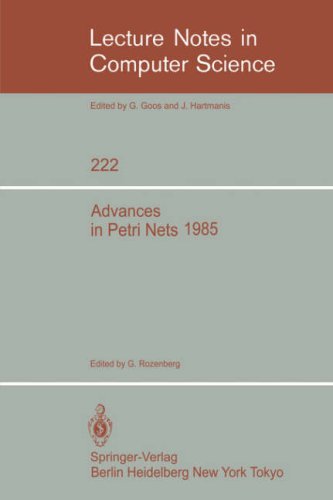 Lecture Notes in
Computer Science
Edited by G. Goos and J. Hartmanis
222
Advances
in Petri Nets 1985
Edited by G. Rozenberg
Springer-Verlag
Berlin Heidelberg New York Tokyo